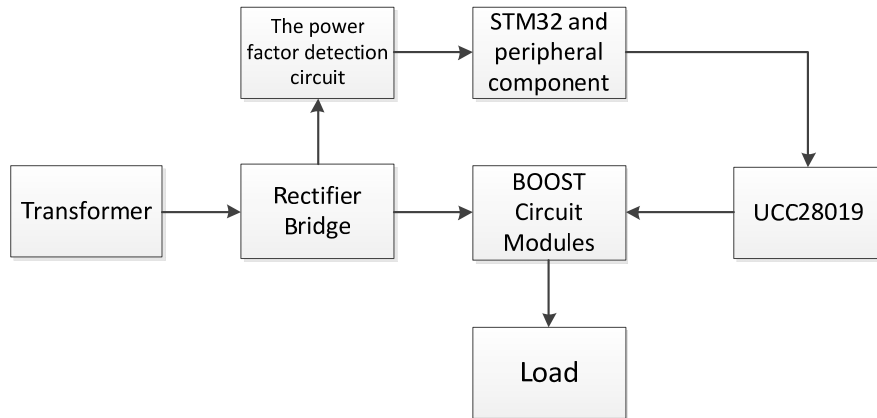 The power
factor detection
circuit
STM32 and
peripheral
component
Transformer
Rectifier
Bridge
BOOST
Circuit
Modules
UCC28019
Load